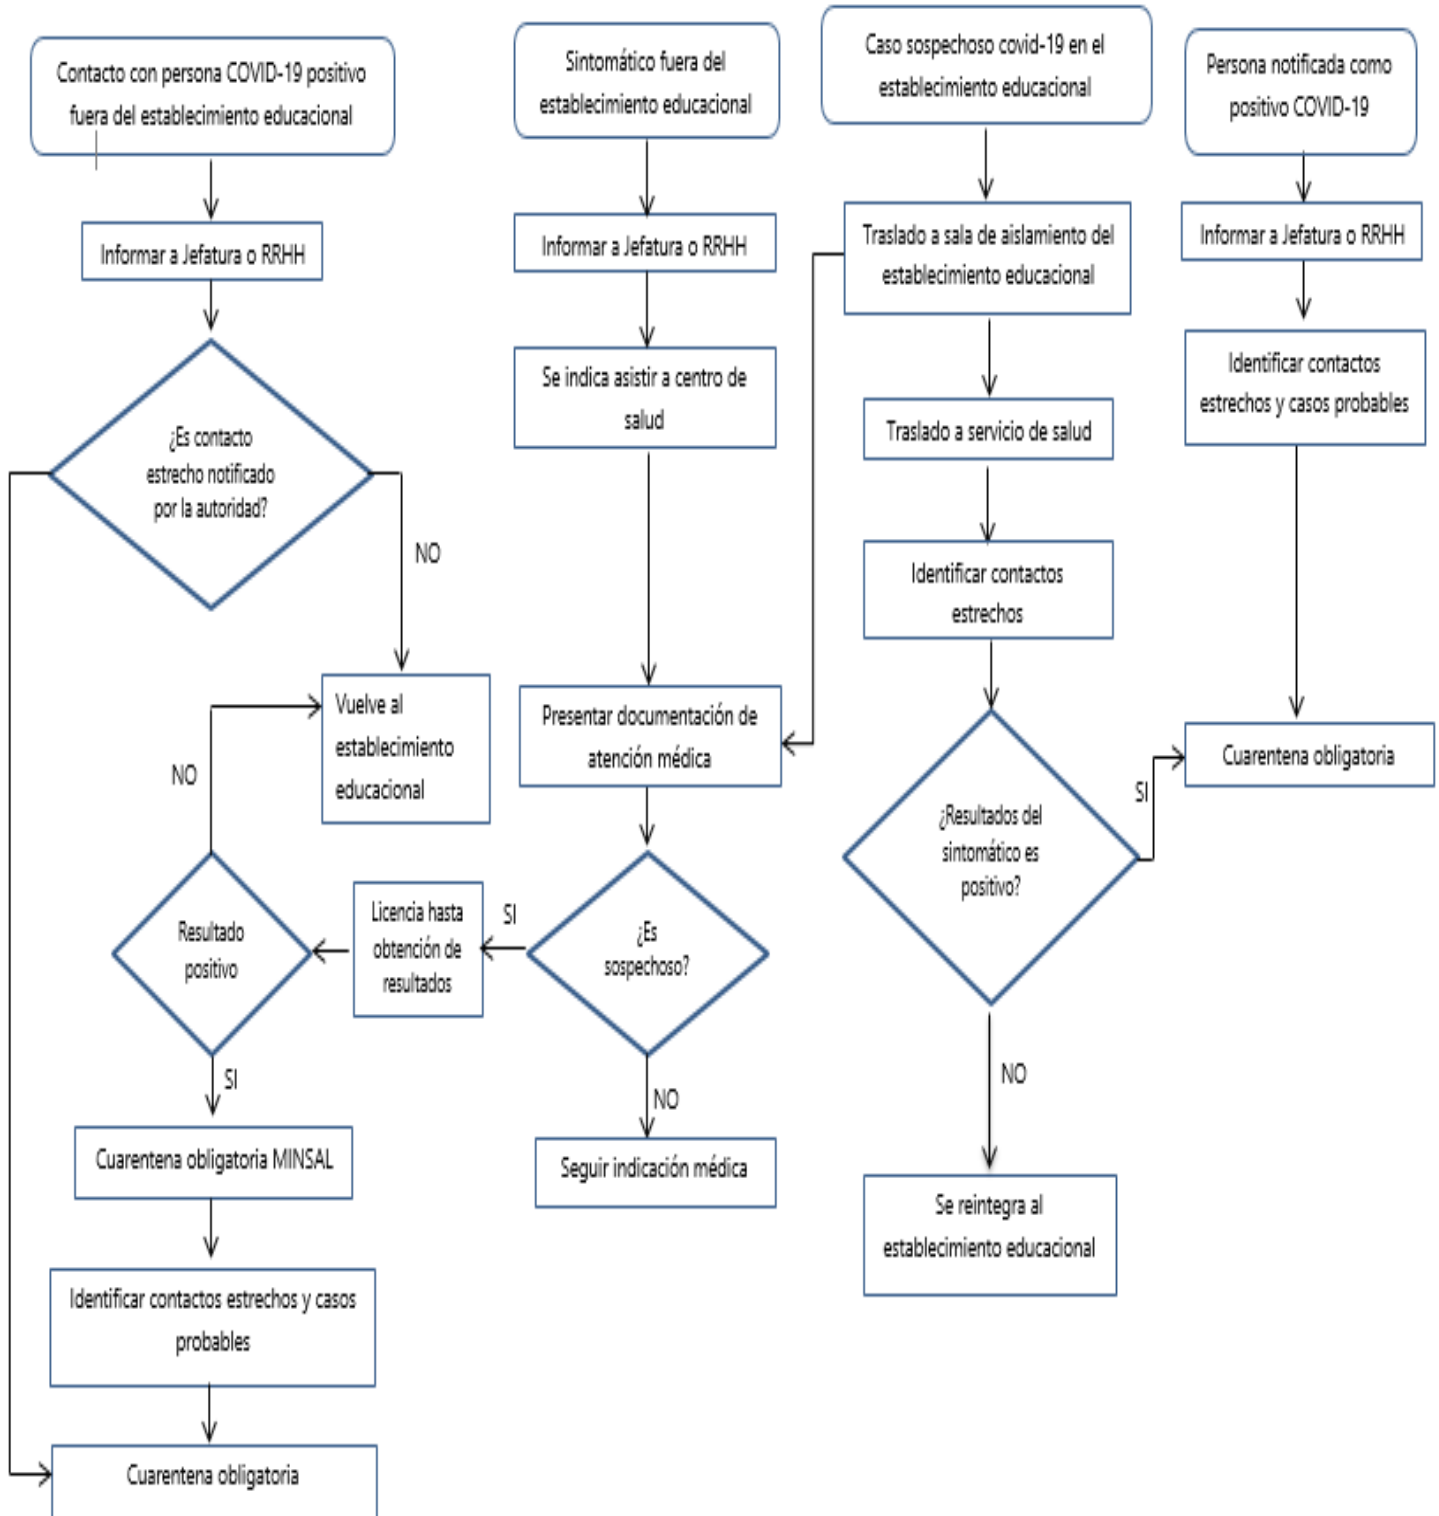 Contacto con persona COVID-19 positivo
fuera del establecimiento educacional
Informar a Jefatura o RRHH
¿Es contacto
estrecho notificado
por la autoridad?
NO
Vuelve al
establecimiento
educacional
NO
Resultado
positivo
SI
Cuarentena obligatoria MINSAL
Identificar contactos estrechos y casos
probables
Cuarentena obligatoria
Sintomático fuera del
establecimiento educacional
Informar a Jefatura o RRHH
Se indica asistir a centro de
salud
Presentar documentación de
atención médica
¿Es
sospechoso?
SI
Licencia hasta
obtención de
resultados
NO
Seguir indicación médica
Caso sospechoso covid-19 en el
establecimiento educacional
Traslado a sala de aislamiento del
establecimiento educacional
Traslado a servicio de salud
Identificar contactos
estrechos
¿Resultados del
sintomático es
positivo?
SI
NO
Se reintegra al
establecimiento educacional
Persona notificada como
positivo COVID-19
Informar a Jefatura o RRHH
Identificar contactos
estrechos y casos probables
Cuarentena obligatoria